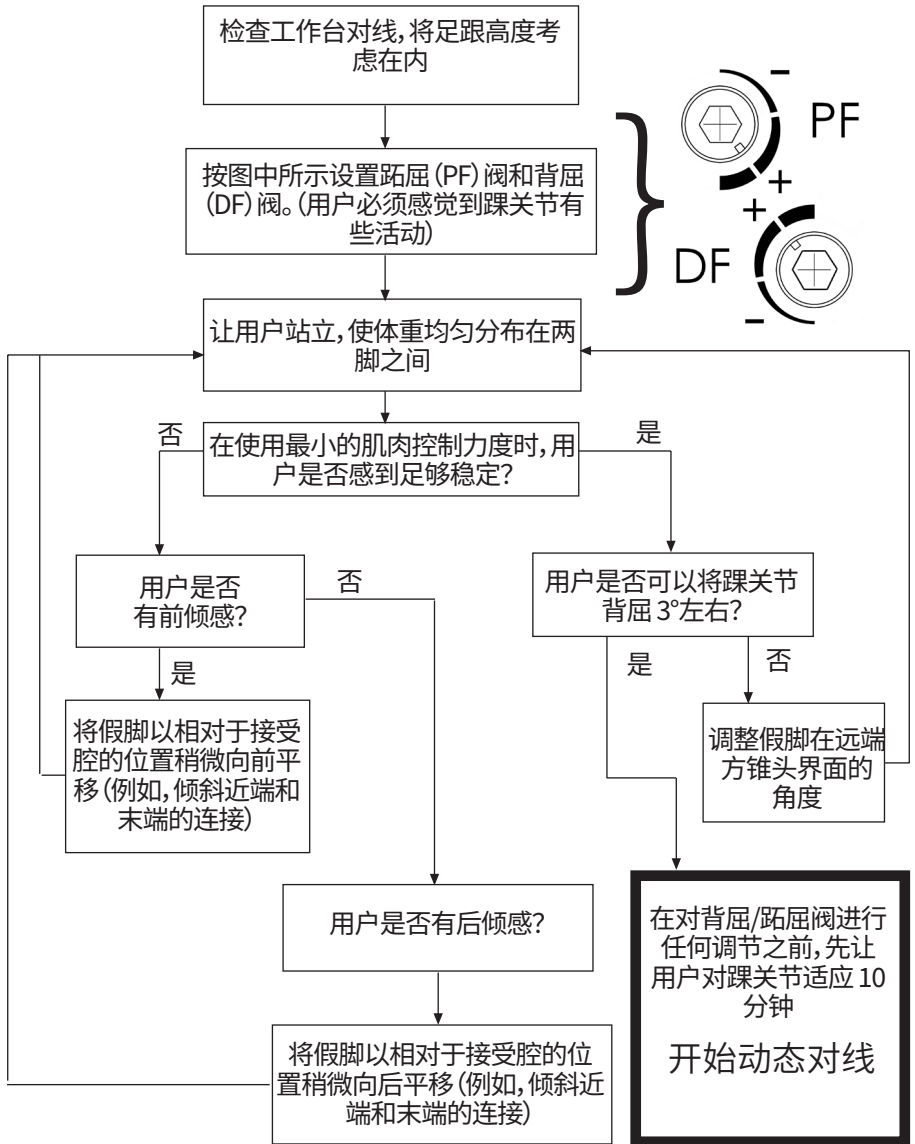 检查工作台对线，将足跟高度考
虑在内
－
PF
＋
按图中所示设置跖屈（PF）阀和背屈
（DF）阀。（用户必须感觉到踝关节有
些活动）
＋
DF
－
让用户站立，使体重均匀分布在两
脚之间
否
在使用最小的肌肉控制力度时，用
户是否感到足够稳定？
是
用户是否
有前倾感？
否
用户是否可以将踝关节
背屈 3°左右？
是
是
否
将假脚以相对于接受
腔的位置稍微向前平
移（例如，倾斜近端和
末端的连接）
调整假脚在远端
方锥头界面的
角度
用户是否有后倾感？
在对背屈/跖屈阀进行
任何调节之前，先让
用户对踝关节适应 10
分钟
开始动态对线
将假脚以相对于接受腔的位
置稍微向后平移（例如，倾斜近
端和末端的连接）